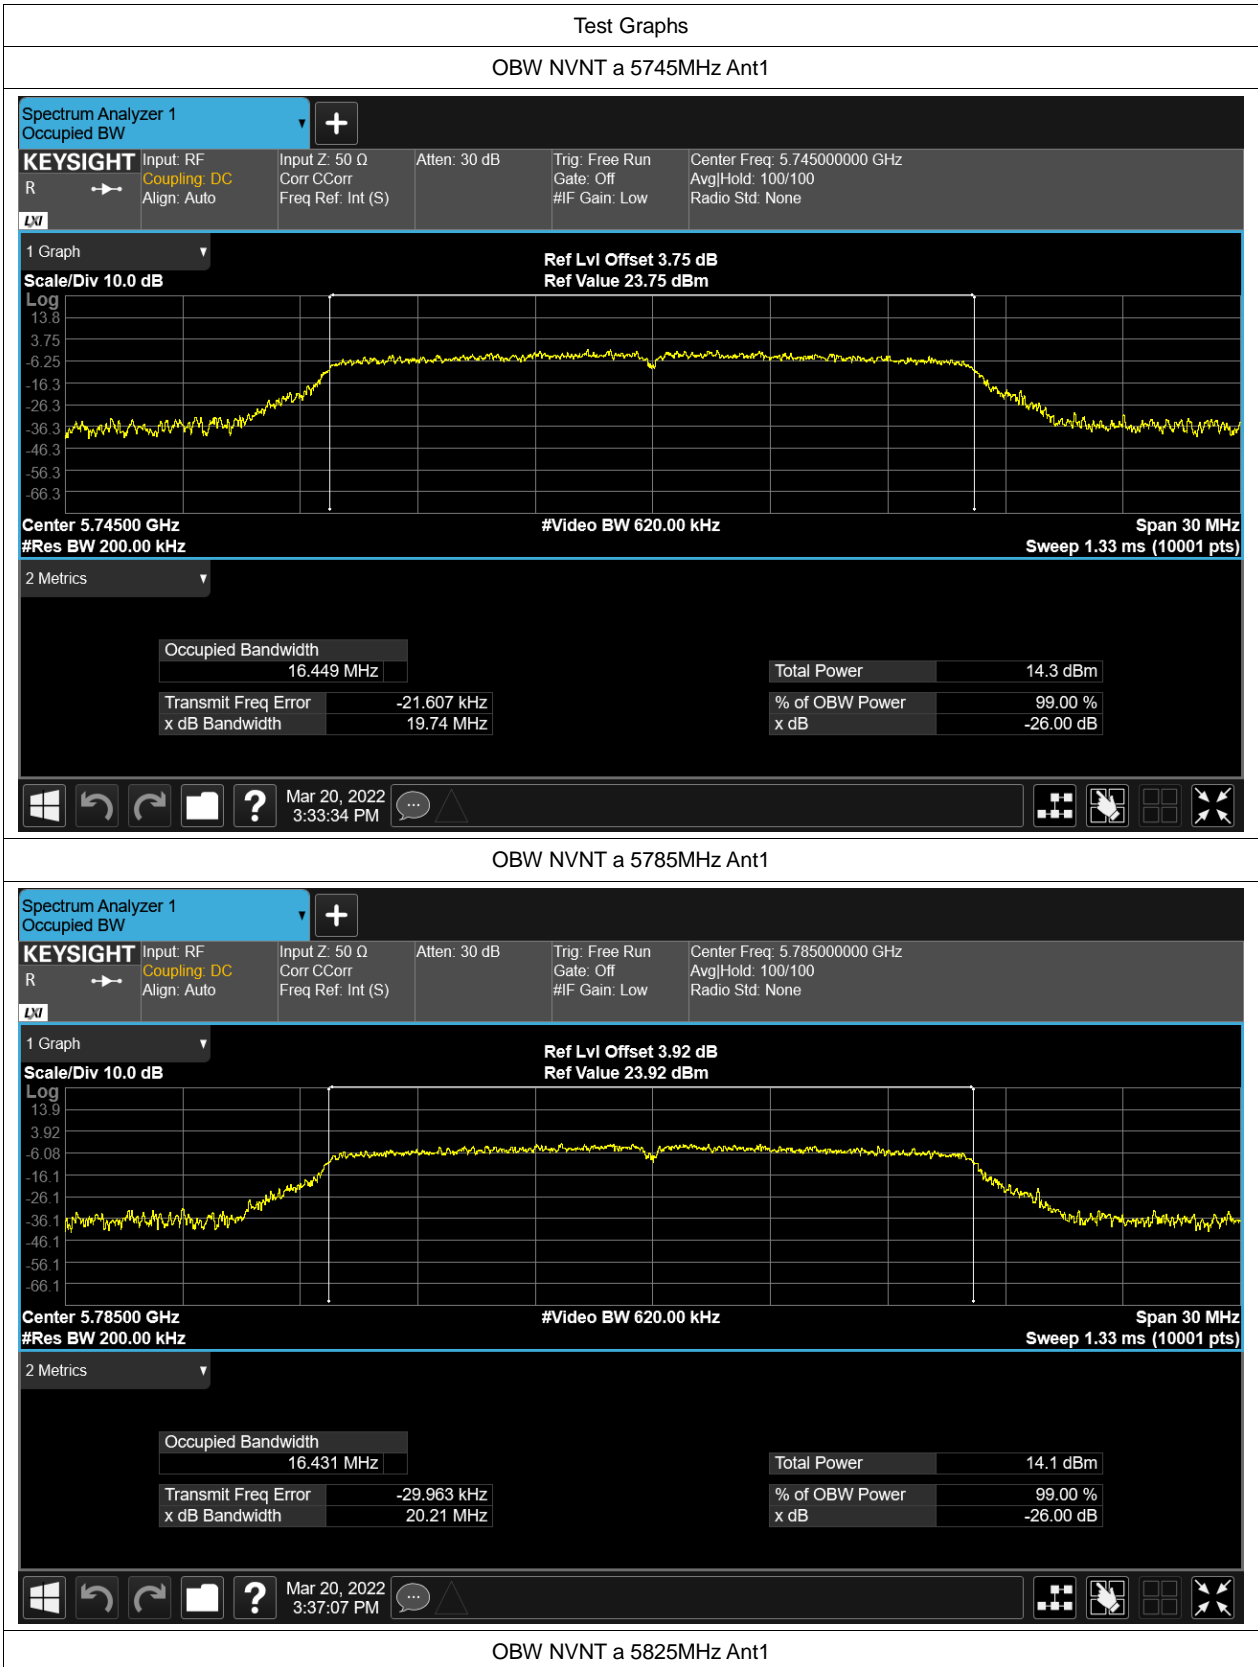 Test Graphs
OBW NVNT a 5745MHz Ant1
Spectrum Analyzer 1
Occupied BW
KEYSIGHT Input: RF Input Z: 50 Ω Atten: 30 dB Trig: Free Run Center Freq: 5.745000000 GHz
R Coupling: DC Corr CCorr Gate: Off Avg|Hold: 100/100
Align: Auto Freq Ref: Int (S) #IF Gain: Low Radio Std: None
LXI
1 Graph
Ref Lvl Offset 3.75 dB
Scale/Div 10.0 dB Ref Value 23.75 dBm
Log
13.8
3.75
-6.25
-16.3
-26.3
-36.3
-46.3
-56.3
-66.3
Center 5.74500 GHz #Video BW 620.00 kHz Span 30 MHz
#Res BW 200.00 kHz Sweep 1.33 ms (10001 pts)
2 Metrics
Occupied Bandwidth
16.449 MHz Total Power 14.3 dBm
Transmit Freq Error -21.607 kHz % of OBW Power 99.00 %
x dB Bandwidth 19.74 MHz x dB -26.00 dB
? Mar 20, 2022
3:33:34 PM
OBW NVNT a 5785MHz Ant1
Spectrum Analyzer 1
Occupied BW
KEYSIGHT Input: RF Input Z: 50 Ω Atten: 30 dB Trig: Free Run Center Freq: 5.785000000 GHz
R Coupling: DC Corr CCorr Gate: Off Avg|Hold: 100/100
Align: Auto Freq Ref: Int (S) #IF Gain: Low Radio Std: None
LXI
1 Graph
Ref Lvl Offset 3.92 dB
Scale/Div 10.0 dB Ref Value 23.92 dBm
Log
13.9
3.92
-6.08
-16.1
-26.1
-36.1
-46.1
-56.1
-66.1
Center 5.78500 GHz #Video BW 620.00 kHz Span 30 MHz
#Res BW 200.00 kHz Sweep 1.33 ms (10001 pts)
2 Metrics
Occupied Bandwidth
16.431 MHz Total Power 14.1 dBm
Transmit Freq Error -29.963 kHz % of OBW Power 99.00 %
x dB Bandwidth 20.21 MHz x dB -26.00 dB
? Mar 20, 2022
3:37:07 PM
OBW NVNT a 5825MHz Ant1